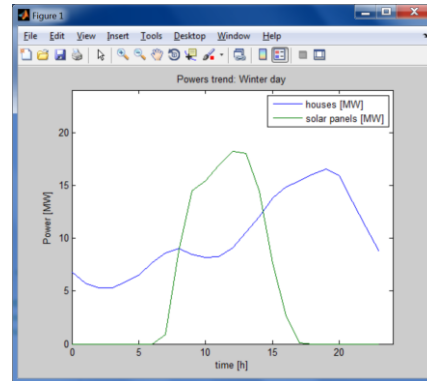 Figure 1
File Edit View Insert Tools Desktop Window Help
Powers trend: Winter day
houses [MW]
solar panels [MW]
Power [MW]
20
15
10
5
0
0 5 10 15 20
time [h]